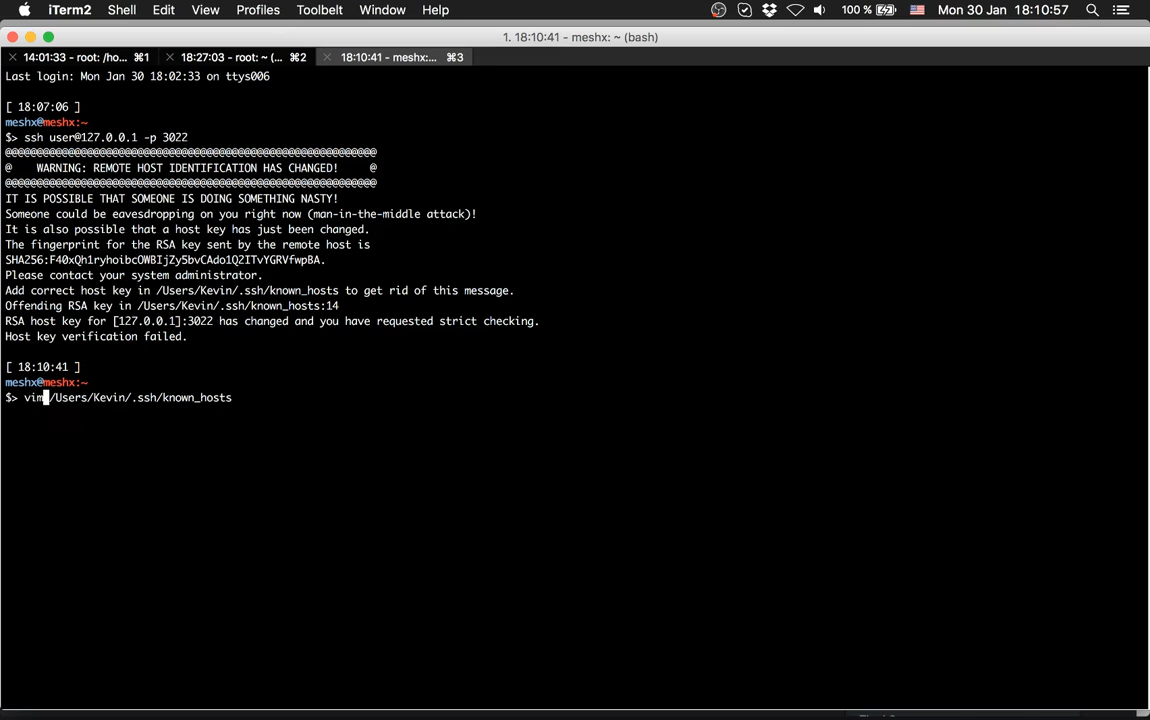 iTerm2 Shell Edit View Profiles Toolbelt Window Help 100 % Mon 30 Jan 18:10:57
1. 18:10:41 - meshx: ~ (bash)
14:01:33 - root: /ho... ⌘1 18:27:03 - root: ~ (... ⌘2 18:10:41 - meshx:... ⌘3
Last login: Mon Jan 30 18:02:33 on ttys006
[ 18:07:06 ]
meshx@meshx:~
$> ssh user@127.0.0.1 -p 3022
@@@@@@@@@@@@@@@@@@@@@@@@@@@@@@@@@@@@@@@@@@@@@@@@@@@@@@@@@@@
@    WARNING: REMOTE HOST IDENTIFICATION HAS CHANGED!     @
@@@@@@@@@@@@@@@@@@@@@@@@@@@@@@@@@@@@@@@@@@@@@@@@@@@@@@@@@@@
IT IS POSSIBLE THAT SOMEONE IS DOING SOMETHING NASTY!
Someone could be eavesdropping on you right now (man-in-the-middle attack)!
It is also possible that a host key has just been changed.
The fingerprint for the RSA key sent by the remote host is
SHA256:F40xQh1ryhoibcOWBIjZy5bvCAdo1Q2ITvYGRVfwpBA.
Please contact your system administrator.
Add correct host key in /Users/Kevin/.ssh/known_hosts to get rid of this message.
Offending RSA key in /Users/Kevin/.ssh/known_hosts:14
RSA host key for [127.0.0.1]:3022 has changed and you have requested strict checking.
Host key verification failed.
[ 18:10:41 ]
meshx@meshx:~
$> vim /Users/Kevin/.ssh/known_hosts